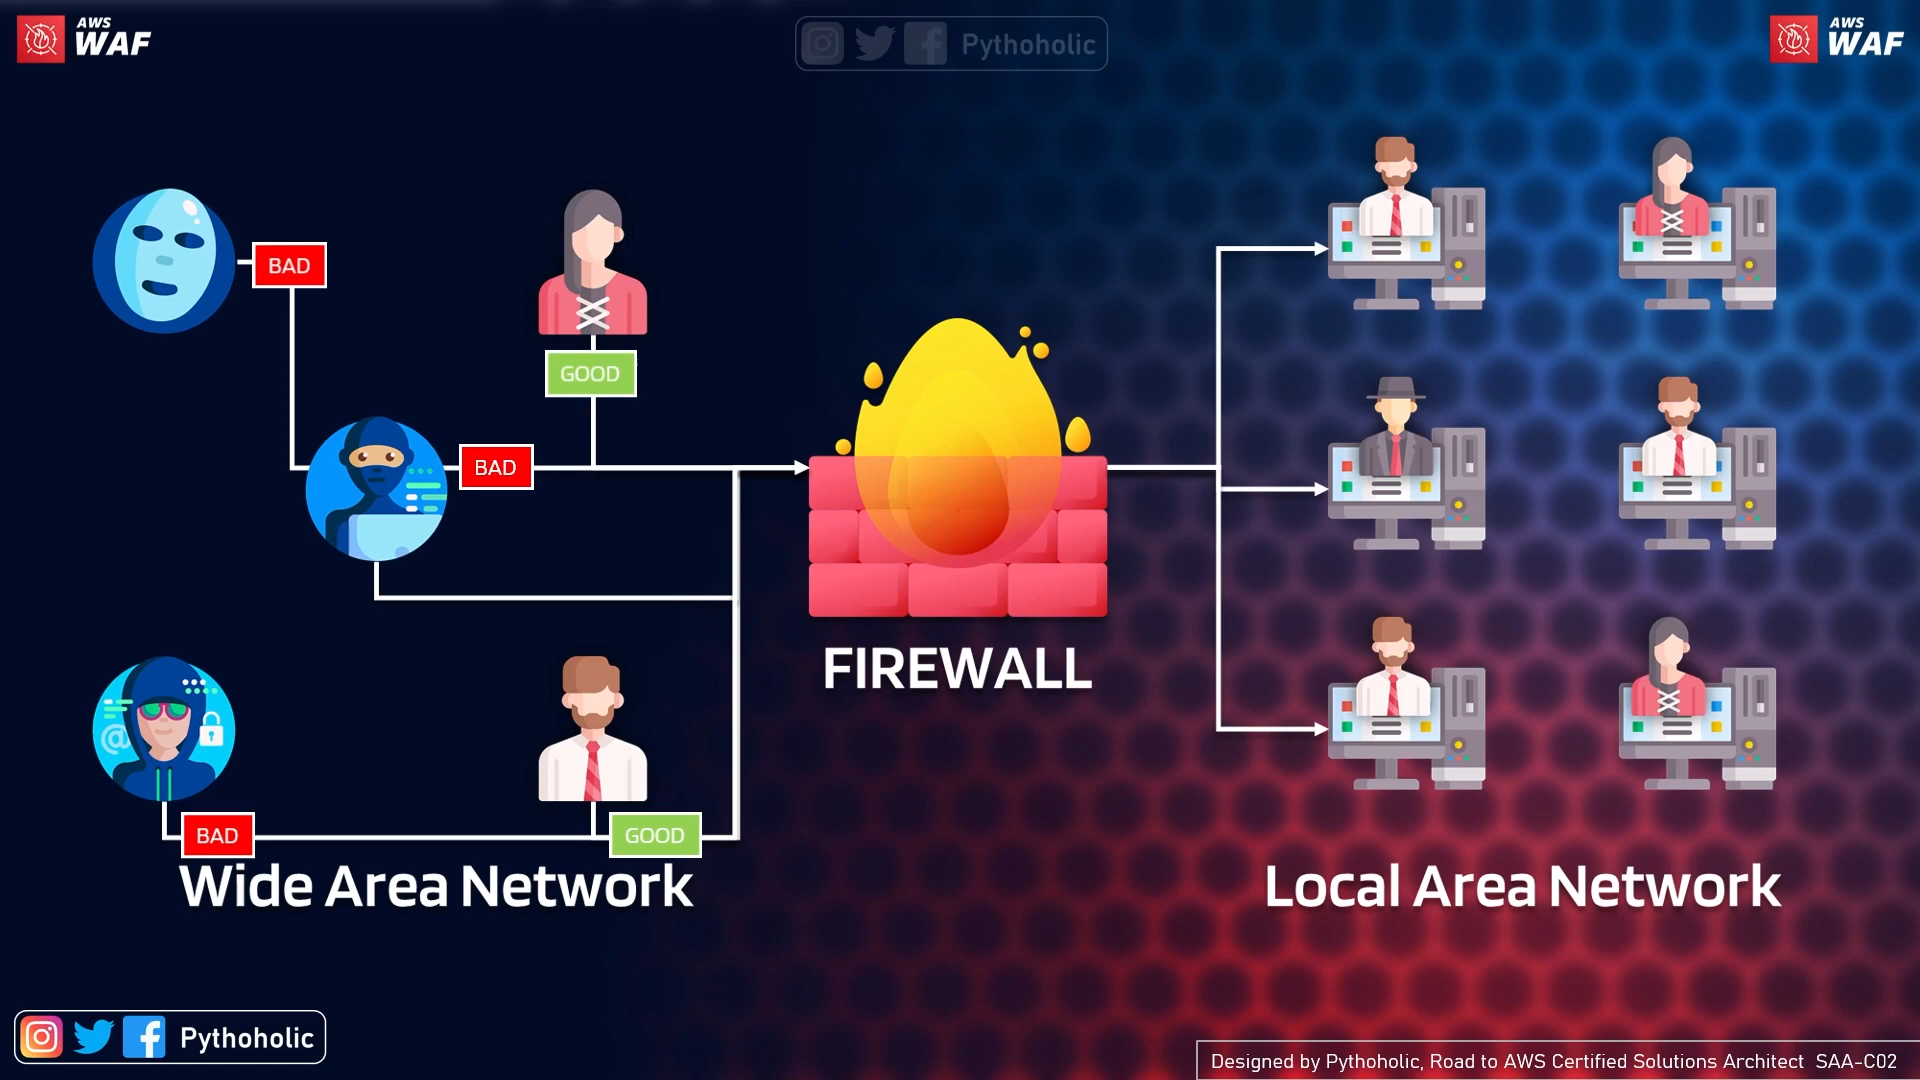 AWS
WAF
Pythoholic
AWS
WAF
BAD
GOOD
BAD
FIREWALL
@
BAD
GOOD
Wide Area Network
Local Area Network
Pythoholic
Designed by Pythoholic, Road to AWS Certified Solutions Architect SAA-C02